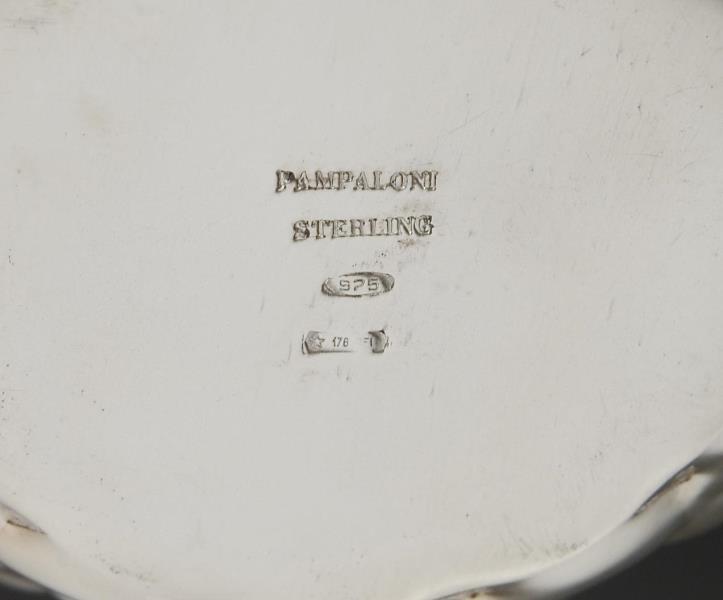 PAMPALONI
STERLING
925
☆ 176 FI